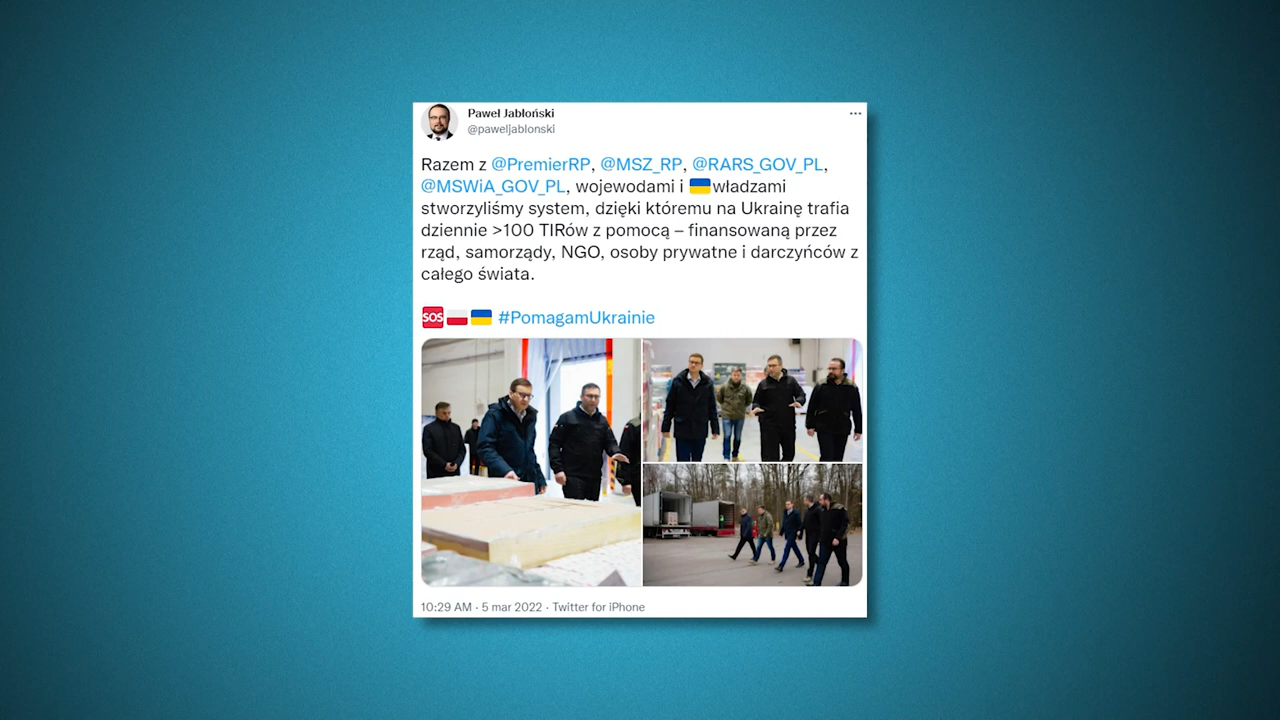 Paweł Jabłoński
@paweljablonski
Razem z @PremierRP, @MSZ_RP, @RARS_GOV_PL,
@MSWiA_GOV_PL, wojewodami i 🇺🇦władzami
stworzyliśmy system, dzięki któremu na Ukrainę trafia
dziennie >100 TIRów z pomocą – finansowaną przez
rząd, samorządy, NGO, osoby prywatne i darczyńców z
całego świata.
🆘🇵🇱🇺🇦 #PomagamUkrainie
10:29 AM · 5 mar 2022 · Twitter for iPhone